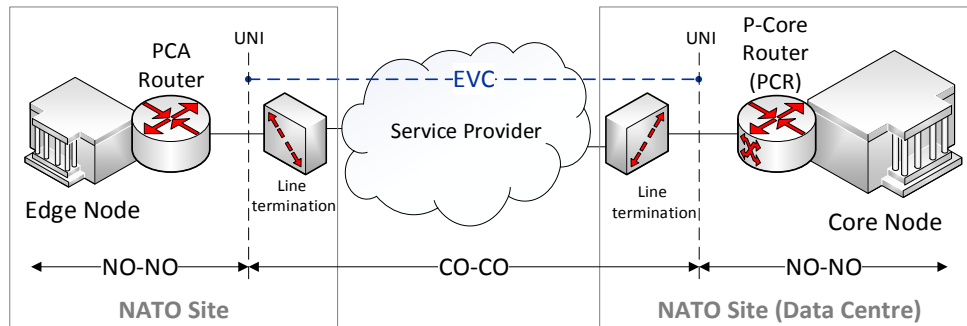 PCA
Router
UNI
EVC
Service Provider
UNI
P-Core
Router
(PCR)
Line
termination
Line
termination
Edge Node
Core Node
NO-NO
CO-CO
NO-NO
NATO Site
NATO Site (Data Centre)